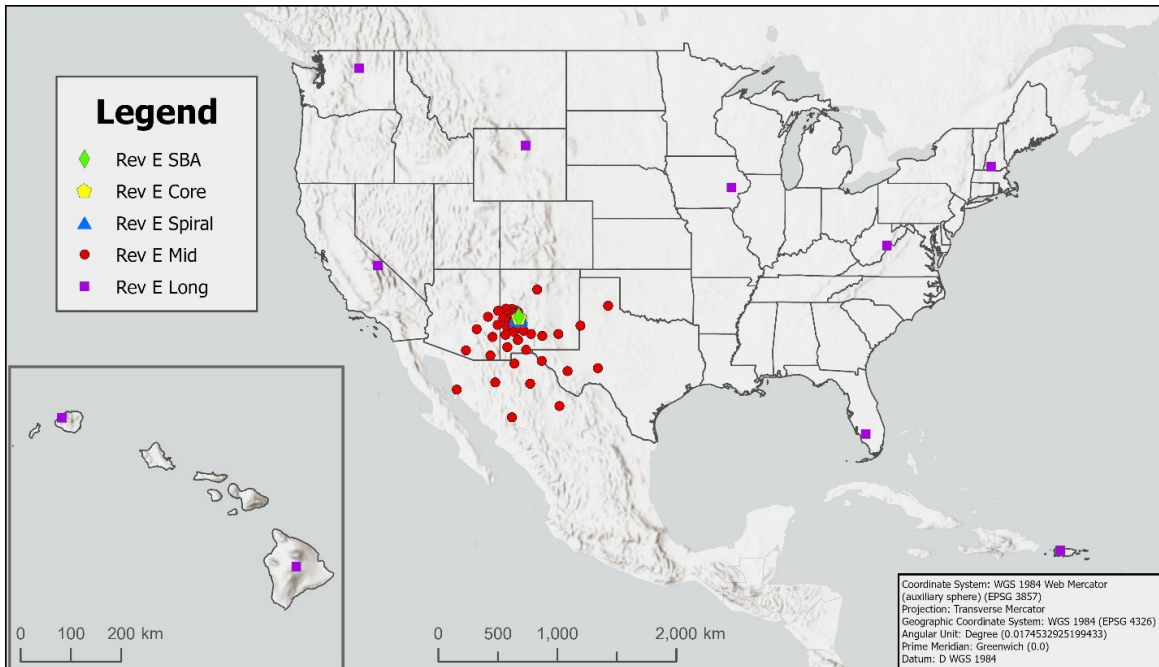 Legend
Rev E SBA
Rev E Core
Rev E Spiral
Rev E Mid
Rev E Long
0 100 200 km
0 500 1,000 2,000 km
Coordinate System: WGS 1984 Web Mercator
(auxiliary sphere) (EPSG 3857)
Projection: Transverse Mercator
Geographic Coordinate System: WGS 1984 (EPSG 4326)
Angular Unit: Degree (0.0174532925199433)
Prime Meridian: Greenwich (0.0)
Datum: D WGS 1984